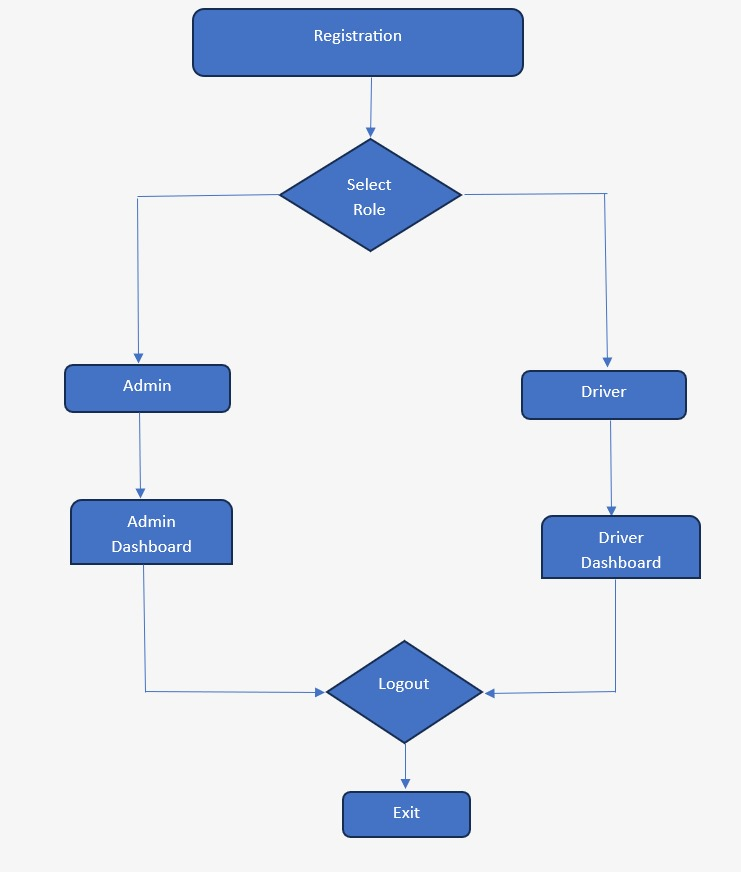 Registration
Select
Role
Admin
Driver
Admin
Dashboard
Driver
Dashboard
Logout
Exit